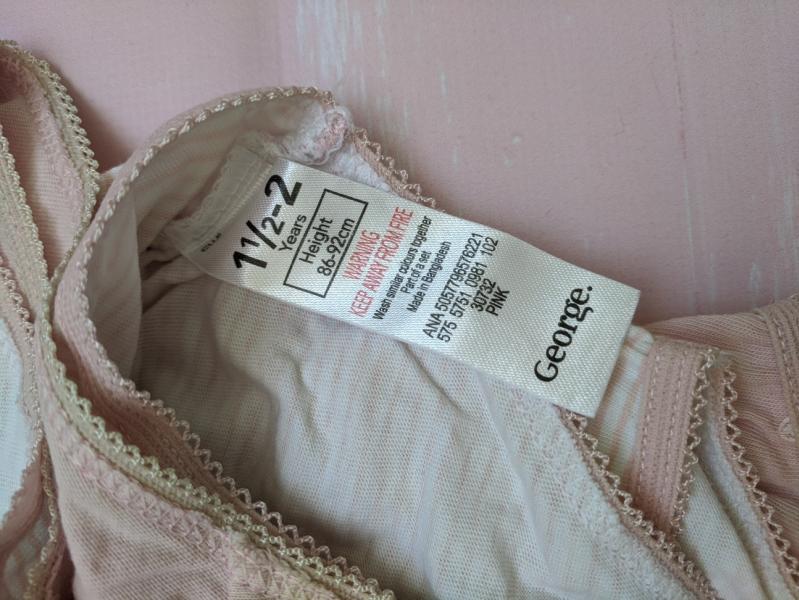 1½-2
Years
Height
86-92cm
WARNING
KEEP AWAY FROM FIRE
Wash similar colours together
Part of a set
Made in Bangladesh
ANA 5057786576221
575 5751 0981 102
30732
PINK
George.